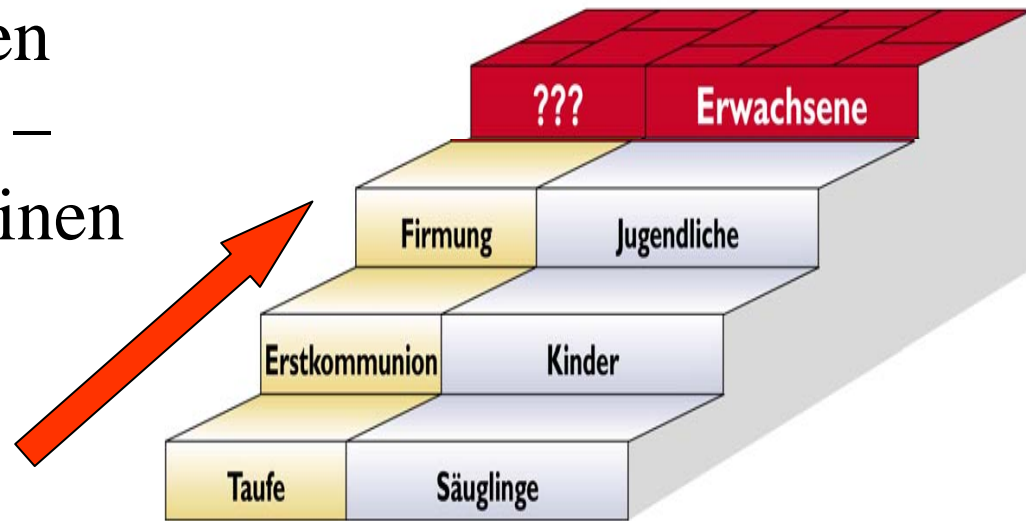 en
–
inen
??? Erwachsene
Firmung Jugendliche
Erstkommunion Kinder
Taufe Säuglinge